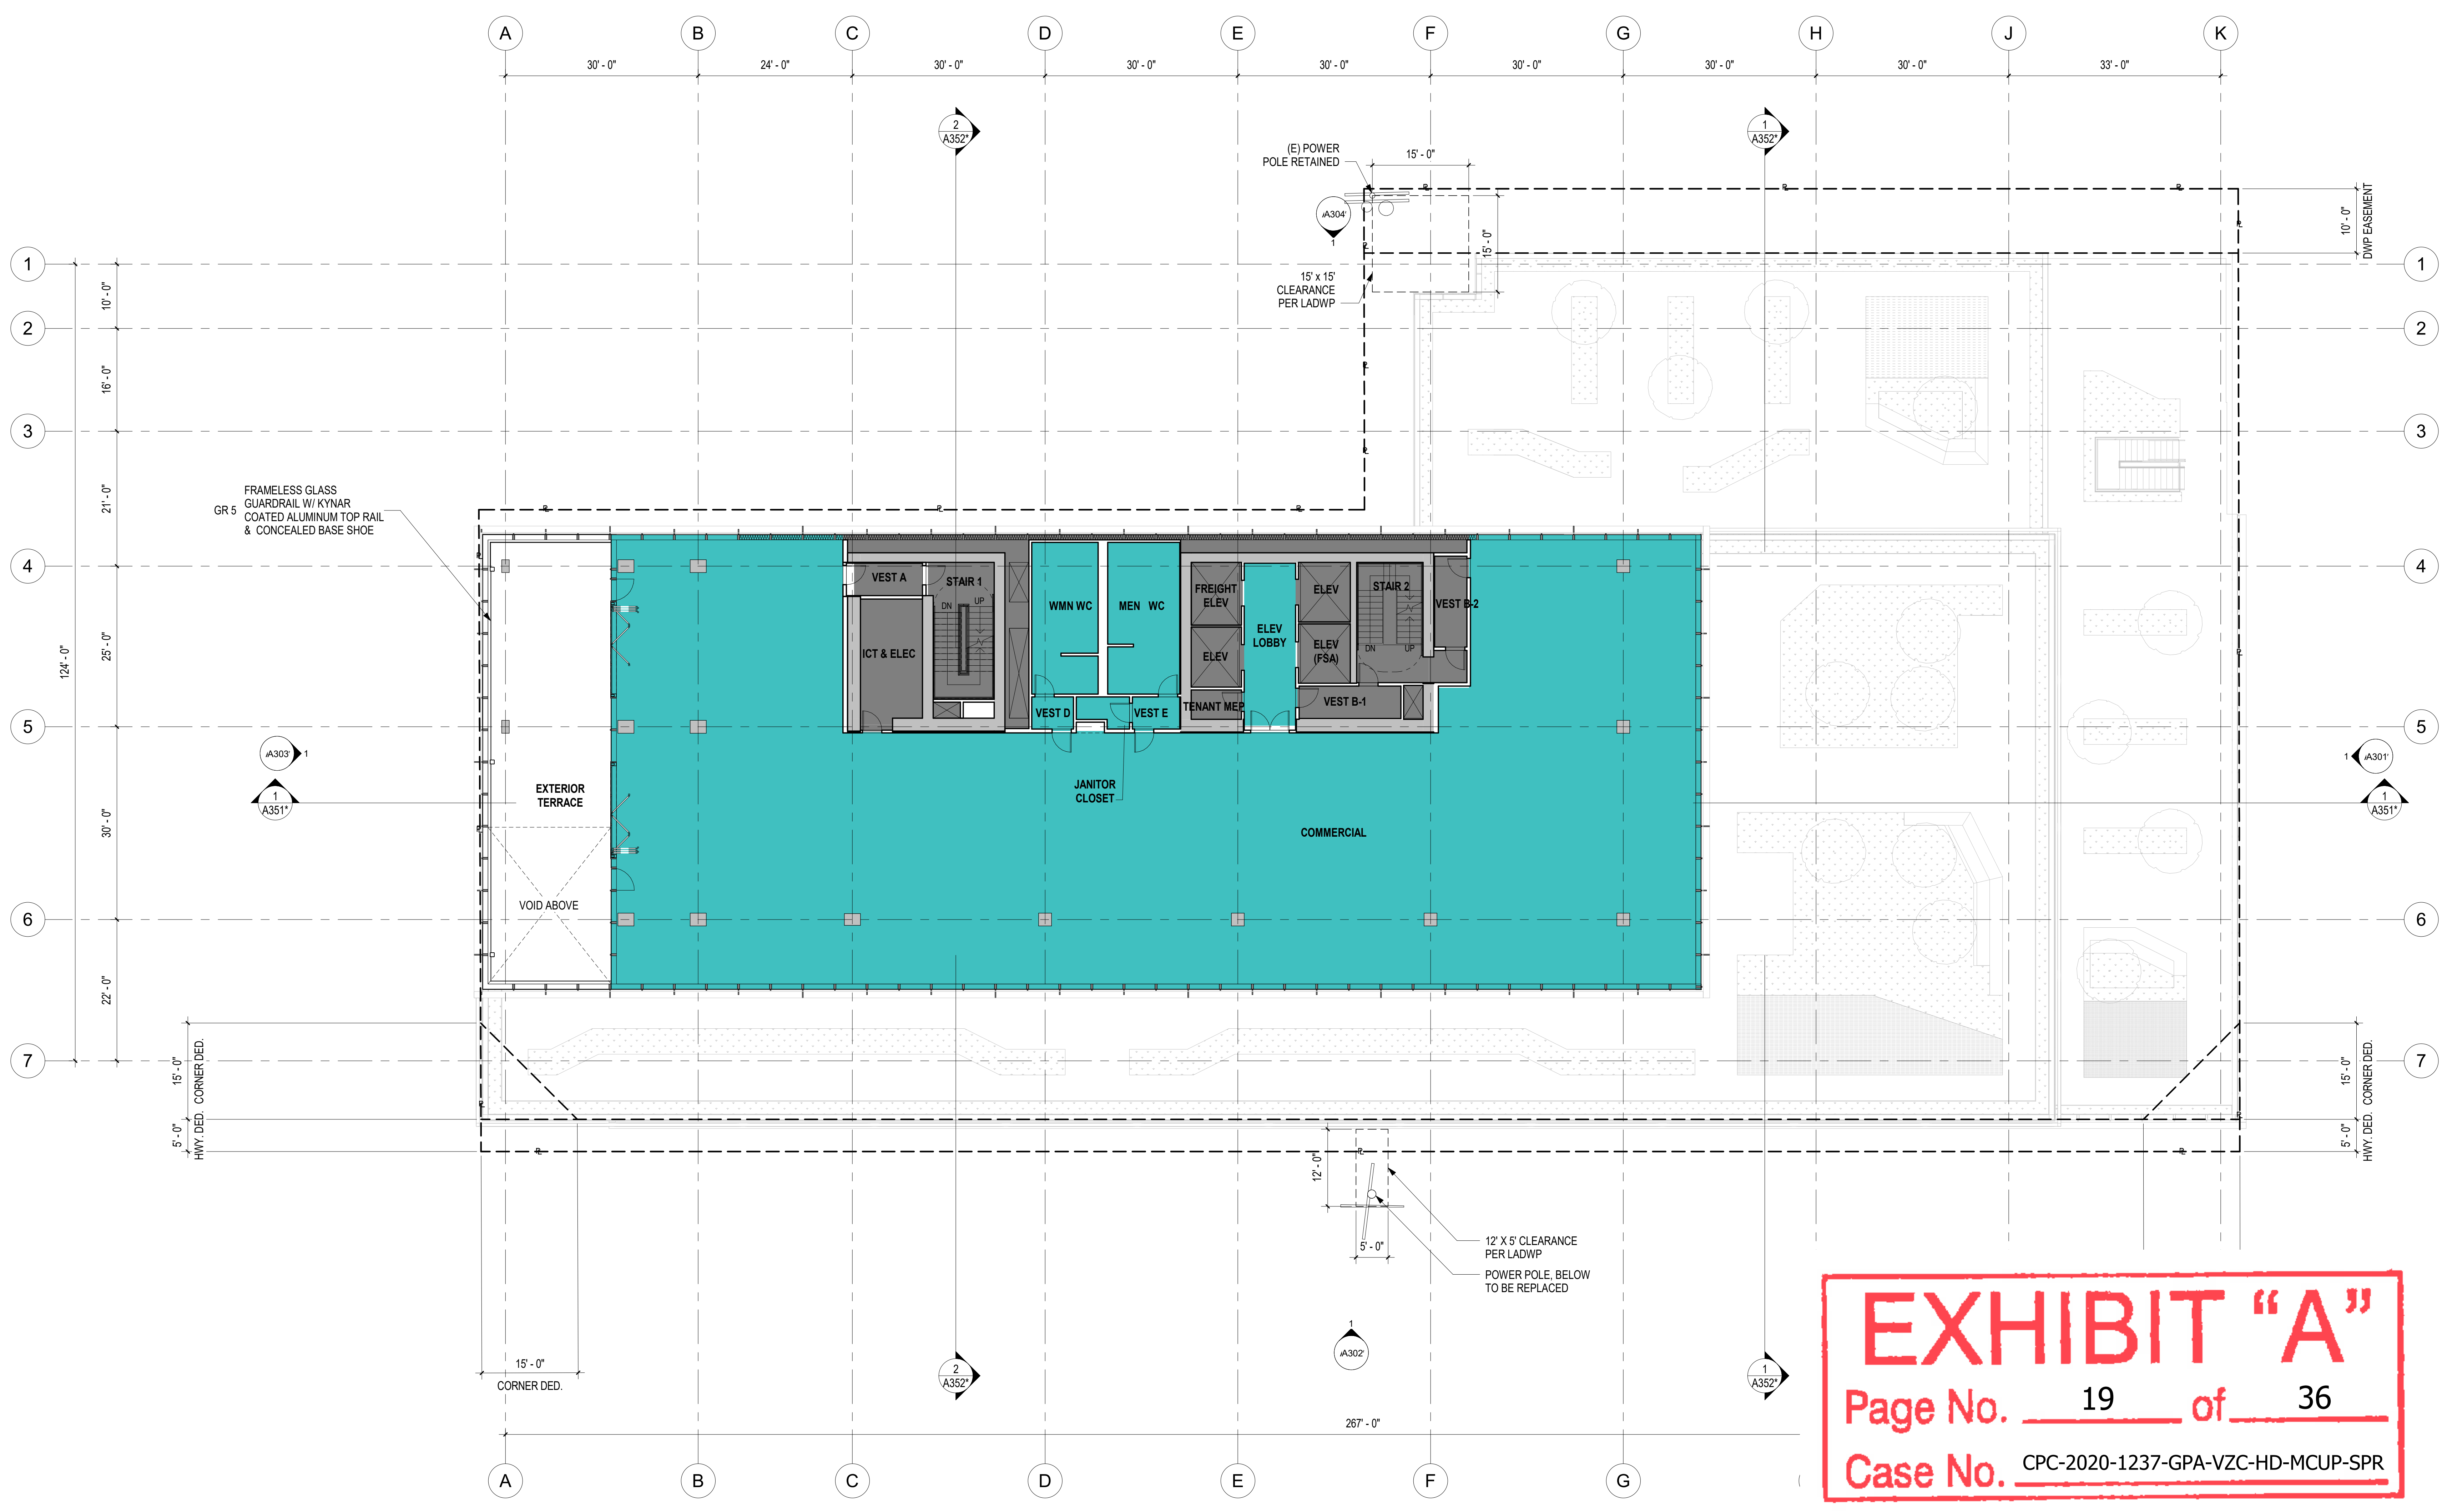 A B C D E F G H J K
30' - 0" 24' - 0" 30' - 0" 30' - 0" 30' - 0" 30' - 0" 30' - 0" 30' - 0" 33' - 0"
2
A352*
1
A352*
(E) POWER
POLE RETAINED
15' - 0"
15' - 0"
A304*
1
15' x 15'
CLEARANCE
PER LADWP
10' - 0"
DWP EASEMENT
1
2
3
4
5
6
7
124' - 0"
10' - 0"
16' - 0"
21' - 0"
25' - 0"
30' - 0"
22' - 0"
GR 5
FRAMELESS GLASS
GUARDRAIL W/ KYNAR
COATED ALUMINUM TOP RAIL
& CONCEALED BASE SHOE
VEST A
STAIR 1
DN UP
ICT & ELEC
WMN WC
MEN WC
FREIGHT
ELEV
ELEV
ELEV
LOBBY
ELEV
ELEV
(FSA)
STAIR 2
DN UP
VEST B-2
VEST D
VEST E
TENANT MEP
VEST B-1
JANITOR
CLOSET
COMMERCIAL
EXTERIOR
TERRACE
VOID ABOVE
A303* 1
1
A351*
1 A301*
1
A351*
1
2
3
4
5
6
7
15' - 0"
CORNER DED.
5' - 0"
HWY. DED.
15' - 0"
CORNER DED.
5' - 0"
HWY. DED.
12' - 0"
5' - 0"
12' X 5' CLEARANCE
PER LADWP
POWER POLE, BELOW
TO BE REPLACED
1
A302*
15' - 0"
CORNER DED.
2
A352*
1
A352*
267' - 0"
A B C D E F G
EXHIBIT “A”
Page No. 19 of 36
Case No. CPC-2020-1237-GPA-VZC-HD-MCUP-SPR